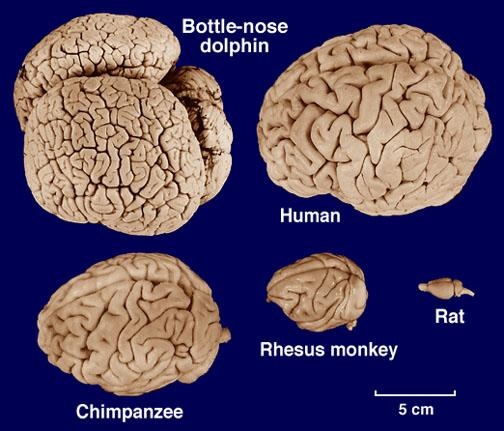 Bottle-nose
dolphin
Human
Chimpanzee
Rhesus monkey
Rat
5 cm